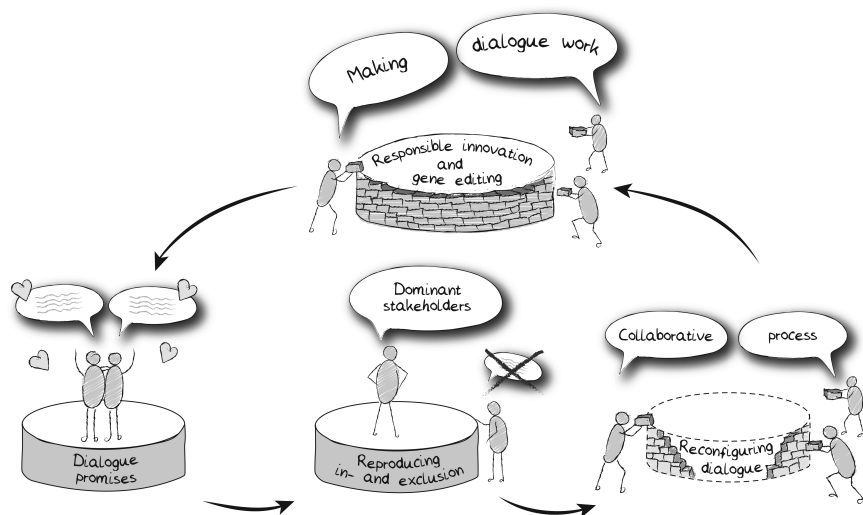 Making
dialogue work
Responsible innovation
and
gene editing
Dominant
stakeholders
Collaborative
process
Dialogue
promises
Reproducing
in- and exclusion
Reconfiguring
dialogue